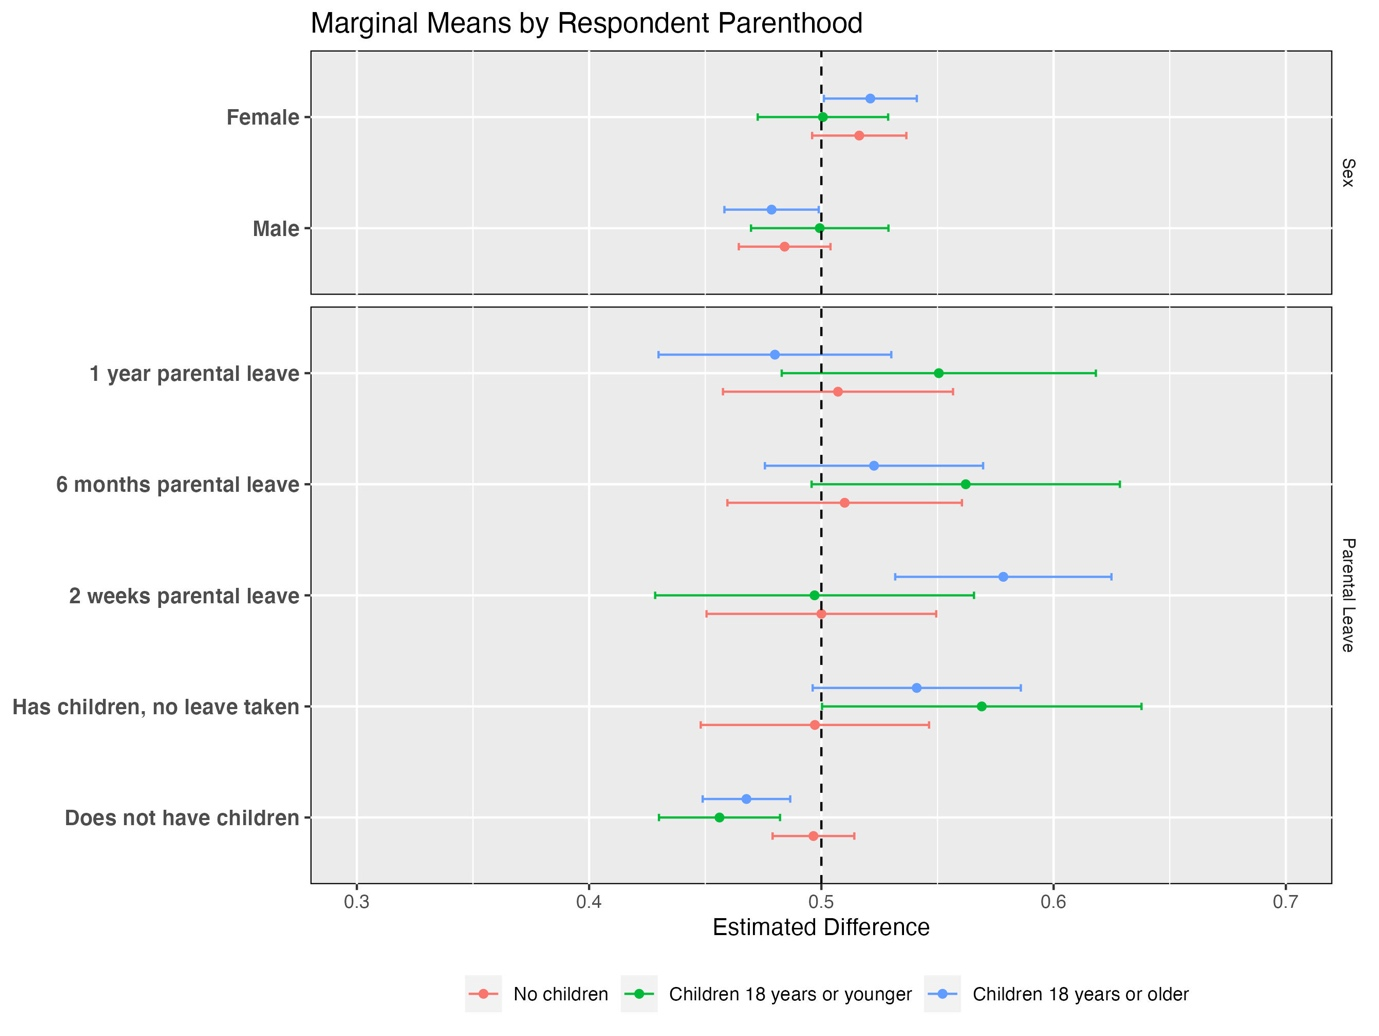 Marginal Means by Respondent Parenthood
Female
Male
Sex
1 year parental leave
6 months parental leave
2 weeks parental leave
Has children, no leave taken
Does not have children
Parental Leave
0.3 0.4 0.5 0.6 0.7
Estimated Difference
No children Children 18 years or younger Children 18 years or older